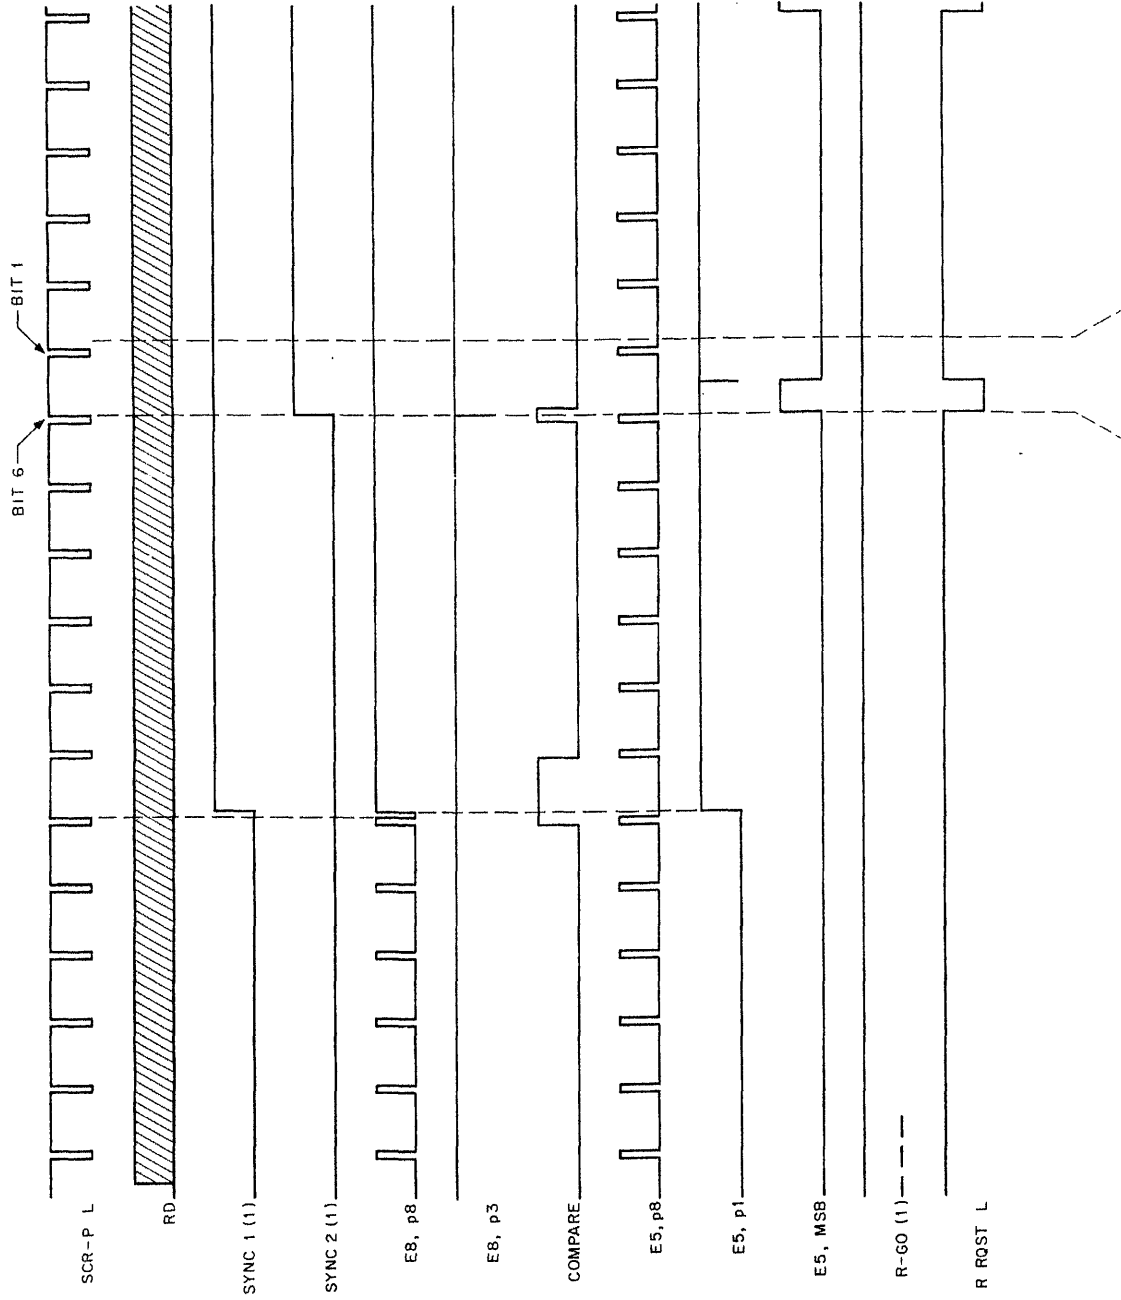 BIT 6
BIT 1
SCR-P L
RD
SYNC 1 (1)
SYNC 2 (1)
E8, p8
E8, p3
COMPARE
E5, p8
E5, p1
E5, MSB
R-GO (1)
R RQST L